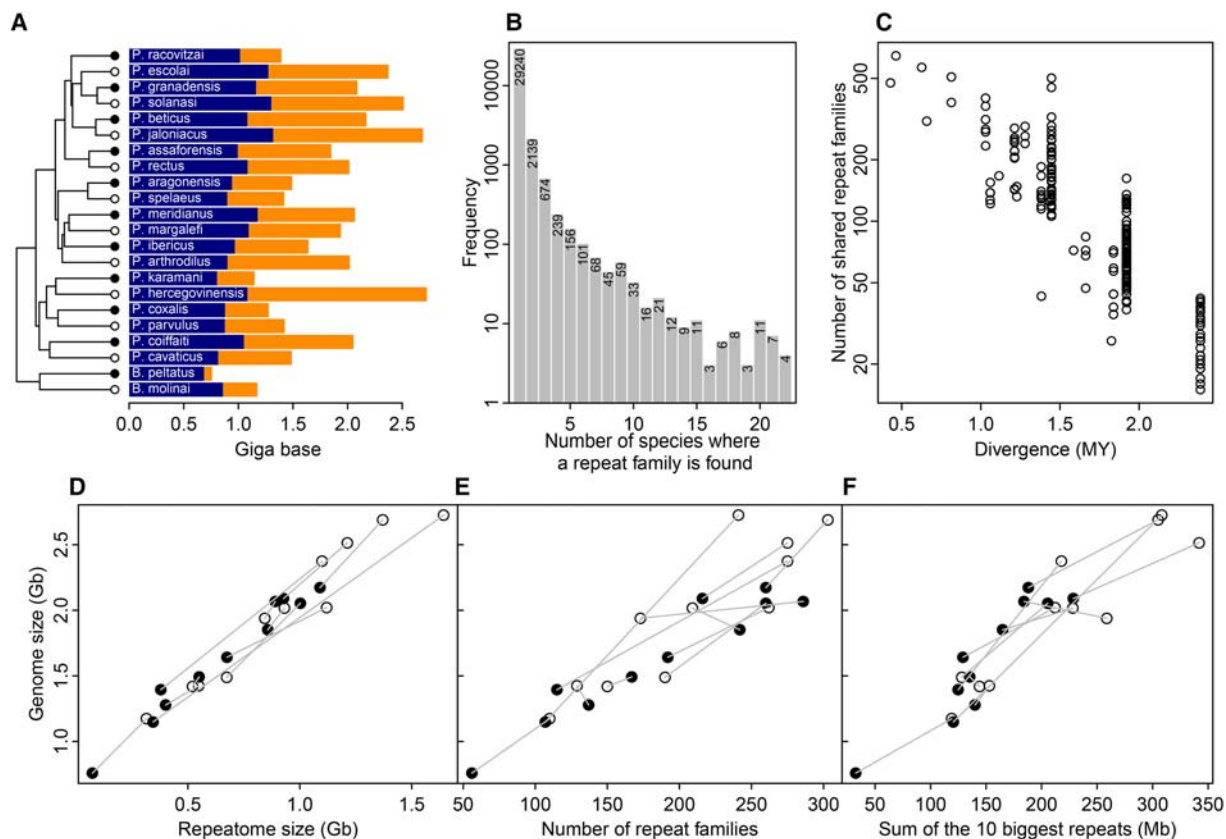 A
P. racovitzai
P. escolai
P. granadensis
P. solanasi
P. beticus
P. jaloniacus
P. assaforensis
P. rectus
P. aragonensis
P. spelaeus
P. meridianus
P. margalefi
P. ibericus
P. arthrodilus
P. karamani
P. hercegovinensis
P. coxalis
P. parvulus
P. coiffaiti
P. cavaticus
B. peltatus
B. molinai
0.0 0.5 1.0 1.5 2.0 2.5
Giga base
B
Frequency
1 10 100 1000 10000
29240
2139
674
239
156
101
68
45
59
33
16
21
12
9
11
3
6
8
3
11
7
4
5 10 15 20
Number of species where
a repeat family is found
C
Number of shared repeat families
20 50 100 200 500
0.5 1.0 1.5 2.0
Divergence (MY)
D
Genome size (Gb)
1.0 1.5 2.0 2.5
0.5 1.0 1.5
Repeatome size (Gb)
E
50 100 150 200 250 300
Number of repeat families
F
50 100 150 200 250 300 350
Sum of the 10 biggest repeats (Mb)